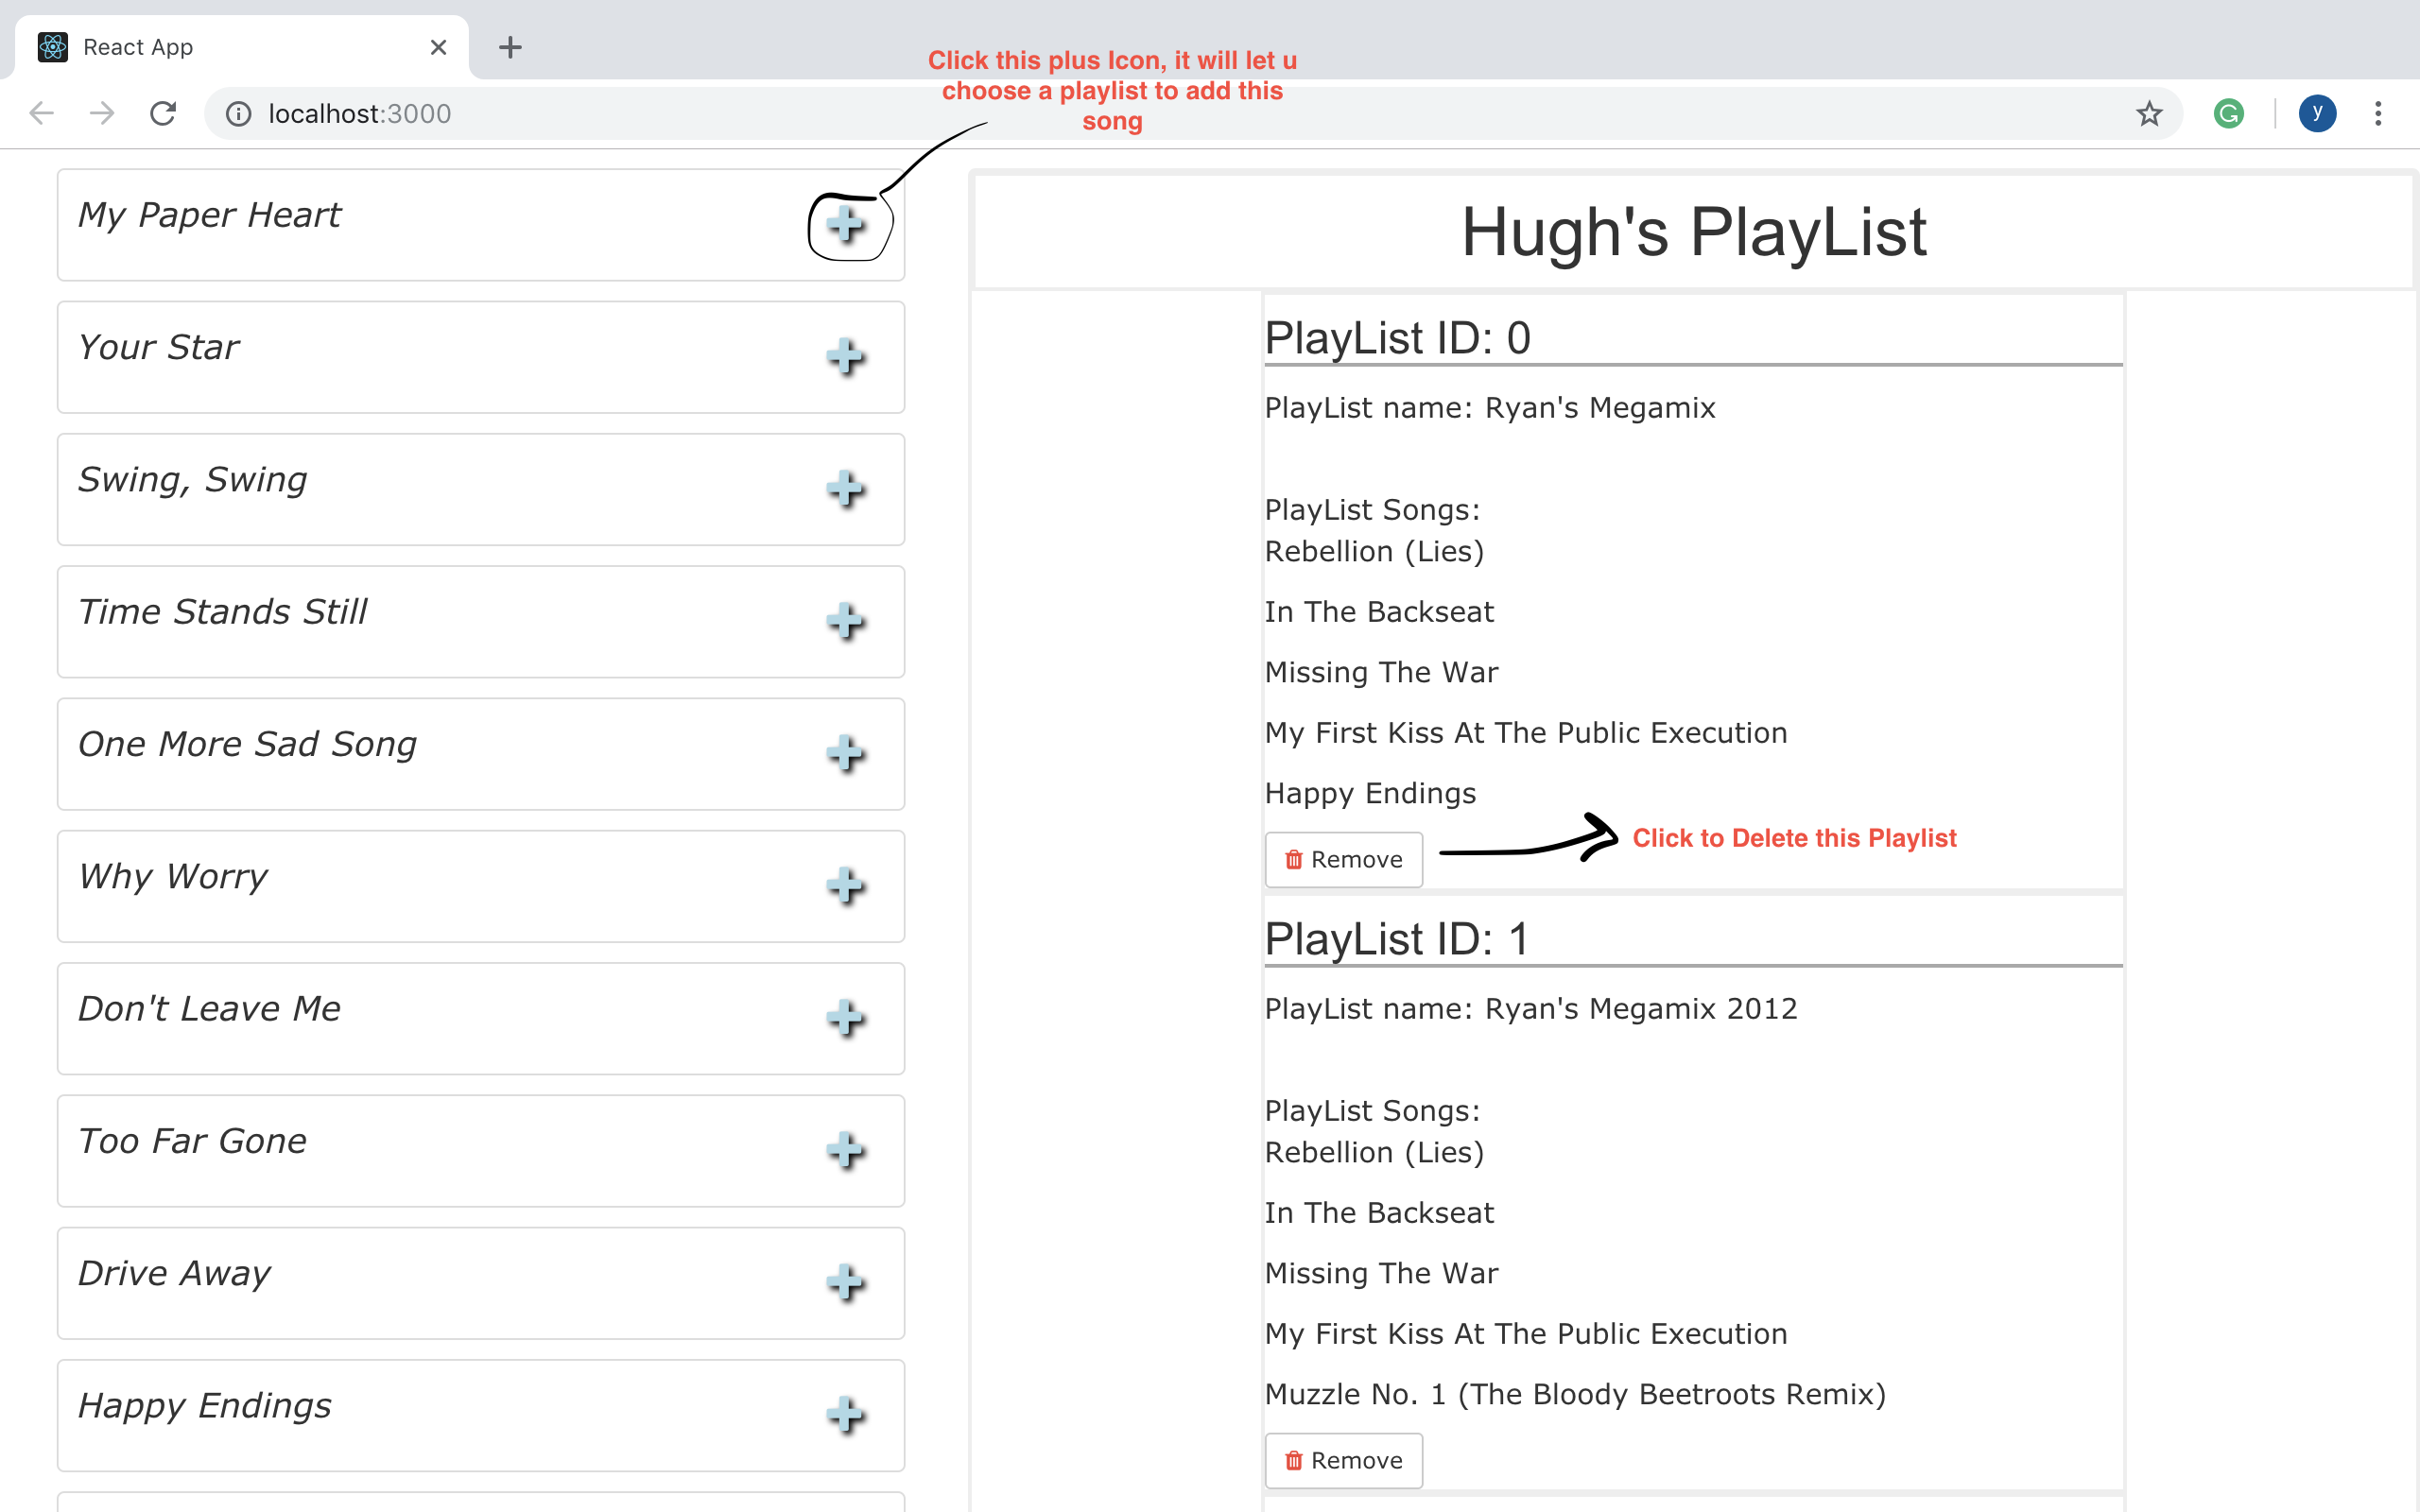 React App
Click this plus Icon, it will let u
choose a playlist to add this
song
localhost:3000
G
y
My Paper Heart
Your Star
Swing, Swing
Time Stands Still
One More Sad Song
Why Worry
Don't Leave Me
Too Far Gone
Drive Away
Happy Endings
Hugh's PlayList
PlayList ID: 0
PlayList name: Ryan's Megamix
PlayList Songs:
Rebellion (Lies)
In The Backseat
Missing The War
My First Kiss At The Public Execution
Happy Endings
Remove
Click to Delete this Playlist
PlayList ID: 1
PlayList name: Ryan's Megamix 2012
PlayList Songs:
Rebellion (Lies)
In The Backseat
Missing The War
My First Kiss At The Public Execution
Muzzle No. 1 (The Bloody Beetroots Remix)
Remove